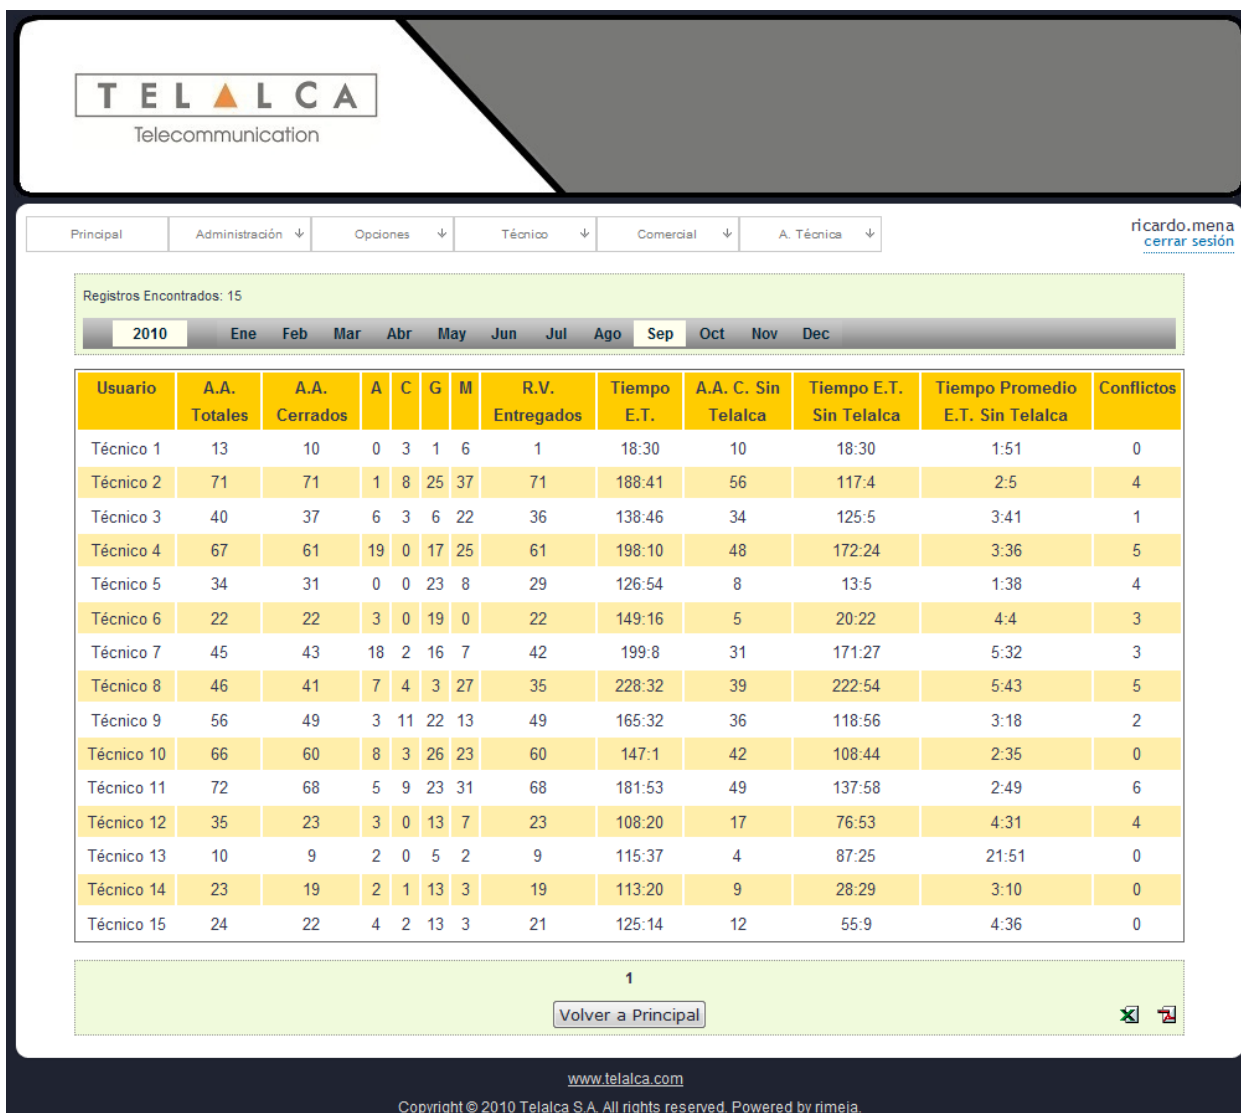 TELALCA
Telecommunication
Principal Administración Opciones Técnico Comercial A. Técnica
ricardo.mena
cerrar sesión
Registros Encontrados: 15
2010 Ene Feb Mar Abr May Jun Jul Ago Sep Oct Nov Dec
Usuario A.A. Totales A.A. Cerrados A C G M R.V. Entregados Tiempo E.T. A.A. C. Sin Telalca Tiempo E.T. Sin Telalca Tiempo Promedio E.T. Sin Telalca Conflictos
Técnico 1 13 10 0 3 1 6 1 18:30 10 18:30 1:51 0
Técnico 2 71 71 1 8 25 37 71 188:41 56 117:4 2:5 4
Técnico 3 40 37 6 3 6 22 36 138:46 34 125:5 3:41 1
Técnico 4 67 61 19 0 17 25 61 198:10 48 172:24 3:36 5
Técnico 5 34 31 0 0 23 8 29 126:54 8 13:5 1:38 4
Técnico 6 22 22 3 0 19 0 22 149:16 5 20:22 4:4 3
Técnico 7 45 43 18 2 16 7 42 199:8 31 171:27 5:32 3
Técnico 8 46 41 7 4 3 27 35 228:32 39 222:54 5:43 5
Técnico 9 56 49 3 11 22 13 49 165:32 36 118:56 3:18 2
Técnico 10 66 60 8 3 26 23 60 147:1 42 108:44 2:35 0
Técnico 11 72 68 5 9 23 31 68 181:53 49 137:58 2:49 6
Técnico 12 35 23 3 0 13 7 23 108:20 17 76:53 4:31 4
Técnico 13 10 9 2 0 5 2 9 115:37 4 87:25 21:51 0
Técnico 14 23 19 2 1 13 3 19 113:20 9 28:29 3:10 0
Técnico 15 24 22 4 2 13 3 21 125:14 12 55:9 4:36 0
1
Volver a Principal
www.telalca.com
Copyright © 2010 Telalca S.A. All rights reserved. Powered by rimeja.